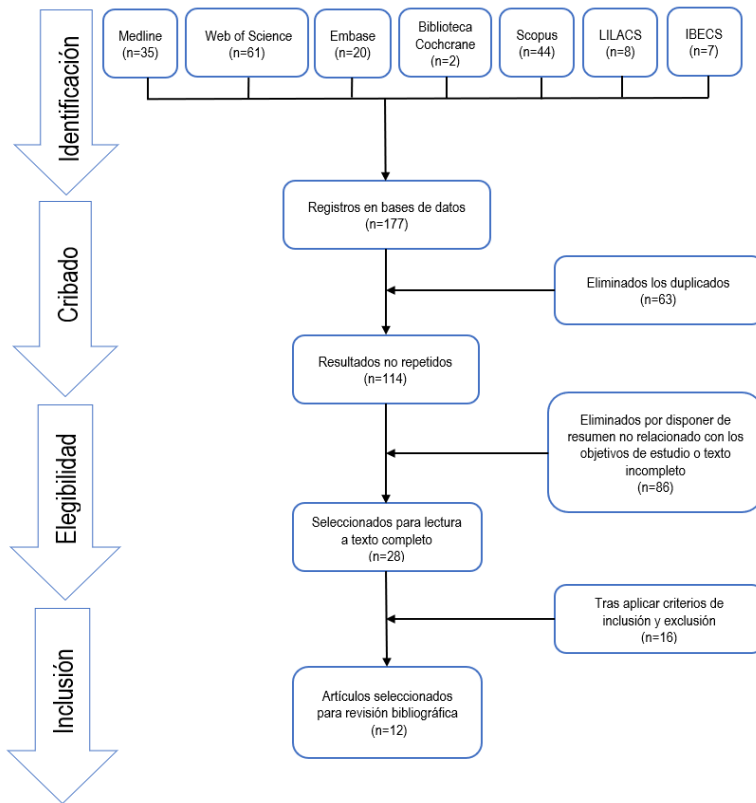 Identificación
Medline
(n=35)
Web of Science
(n=61)
Embase
(n=20)
Biblioteca
Cochcrane
(n=2)
Scopus
(n=44)
LILACS
(n=8)
IBECS
(n=7)
Registros en bases de datos
(n=177)
Cribado
Eliminados los duplicados
(n=63)
Resultados no repetidos
(n=114)
Elegibilidad
Eliminados por disponer de
resumen no relacionado con los
objetivos de estudio o texto
incompleto
(n=86)
Seleccionados para lectura
a texto completo
(n=28)
Inclusión
Tras aplicar criterios de
inclusión y exclusión
(n=16)
Artículos seleccionados
para revisión bibliográfica
(n=12)